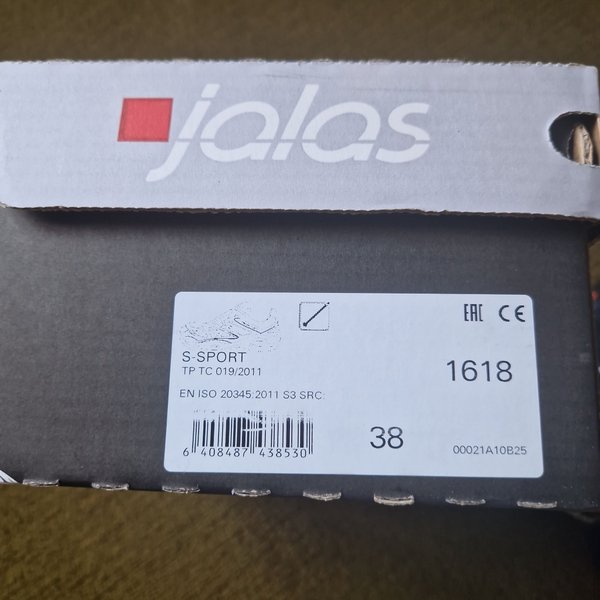 jalas
EAC CE
S-SPORT
TP TC 019/2011
1618
EN ISO 20345:2011 S3 SRC:
38
6 408487 438530
00021A10B25